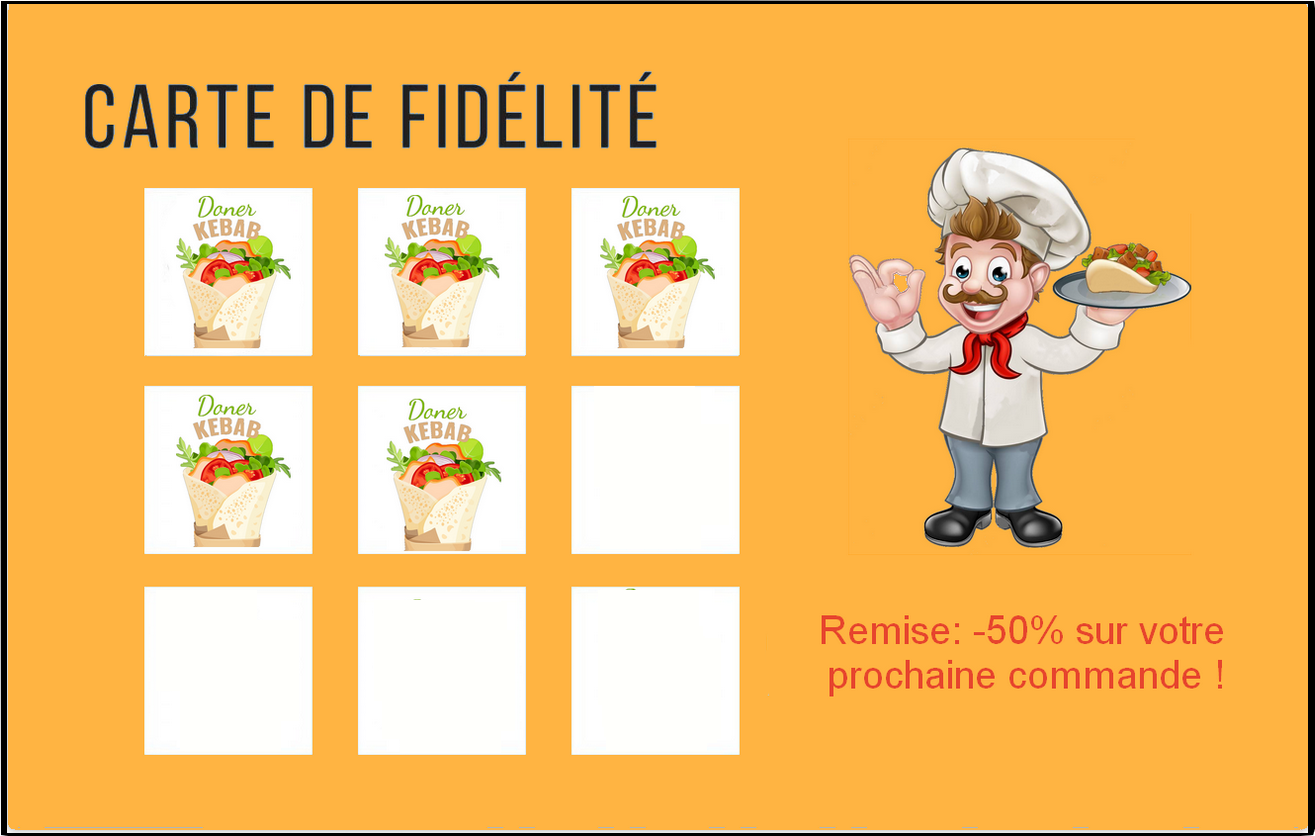 CARTE DE FIDÉLITÉ
Doner
KEBAB
Doner
KEBAB
Doner
KEBAB
Doner
KEBAB
Doner
KEBAB
Remise: -50% sur votre
prochaine commande !